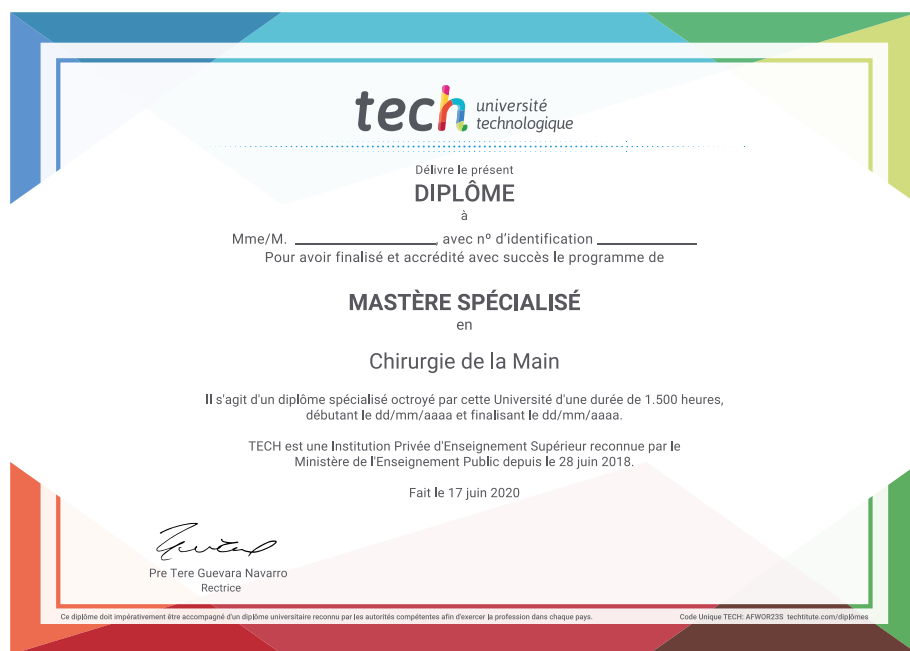 tech université
technologique
Délivre le présent
DIPLÔME
à
Mme/M. ____________, avec nº d'identification ____________
Pour avoir finalisé et accrédité avec succès le programme de
MASTÈRE SPÉCIALISÉ
en
Chirurgie de la Main
Il s'agit d'un diplôme spécialisé octroyé par cette Université d'une durée de 1.500 heures,
débutant le dd/mm/aaaa et finalisant le dd/mm/aaaa.
TECH est une Institution Privée d'Enseignement Supérieur reconnue par le
Ministère de l'Enseignement Public depuis le 28 juin 2018.
Fait le 17 juin 2020
Pre Tere Guevara Navarro
Rectrice
Ce diplôme doit impérativement être accompagné d'un diplôme universitaire reconnu par les autorités compétentes afin d'exercer la profession dans chaque pays.
Code Unique TECH: AFWOR23S techtitute.com/diplômes